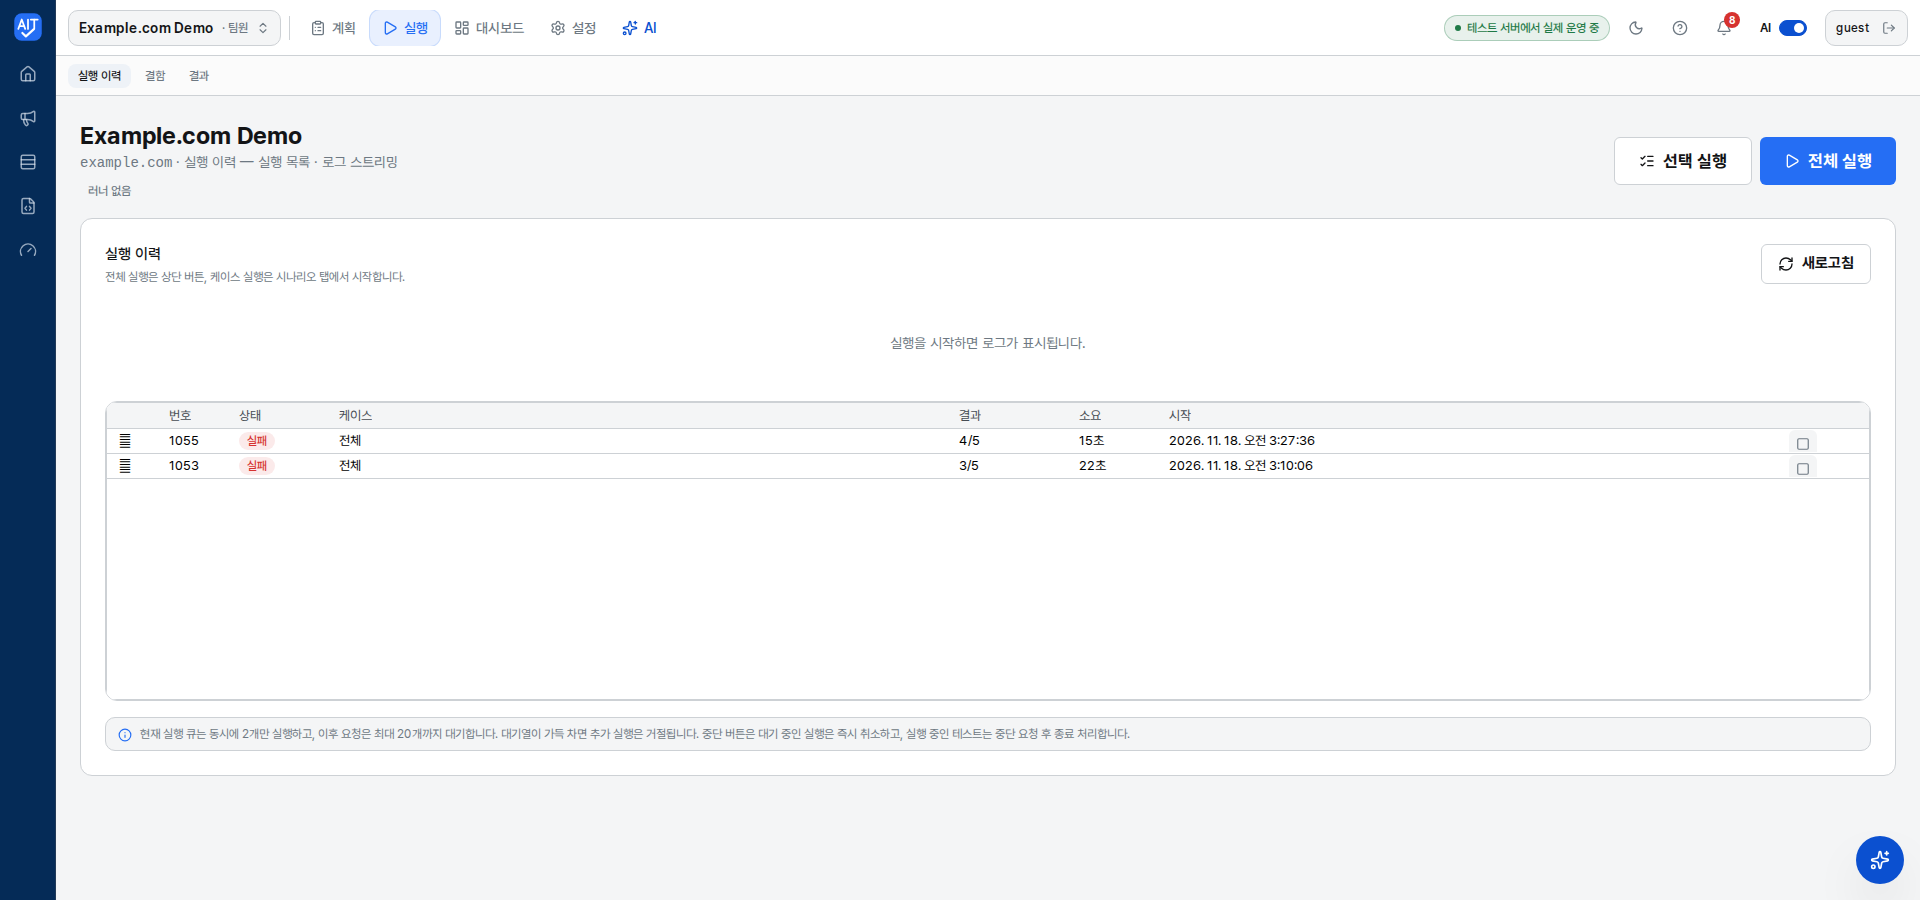 AIT
Example.com Demo · 팀원
계획
실행
대시보드
설정
AI
테스트 서버에서 실제 운영 중
8
AI
guest
실행 이력
결함
결과
Example.com Demo
example.com · 실행 이력 — 실행 목록 · 로그 스트리밍
러너 없음
선택 실행
전체 실행
실행 이력
전체 실행은 상단 버튼, 케이스 실행은 시나리오 탭에서 시작합니다.
새로고침
실행을 시작하면 로그가 표시됩니다.
번호 상태 케이스 결과 소요 시작
1055 실패 전체 4/5 15초 2026. 11. 18. 오전 3:27:36
1053 실패 전체 3/5 22초 2026. 11. 18. 오전 3:10:06
현재 실행 큐는 동시에 2개만 실행하고, 이후 요청은 최대 20개까지 대기합니다. 대기열이 가득 차면 추가 실행은 거절됩니다. 중단 버튼은 대기 중인 실행은 즉시 취소하고, 실행 중인 테스트는 중단 요청 후 종료 처리합니다.